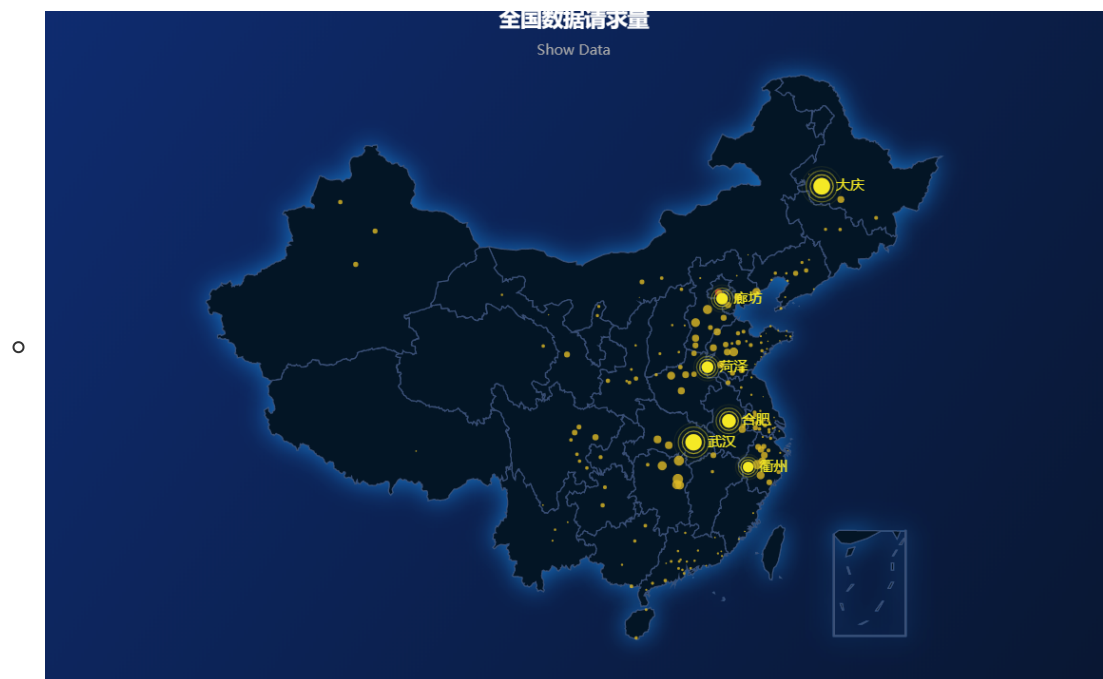 全国数据请求量
Show Data
大庆
廊坊
菏泽
合肥
武汉
衢州